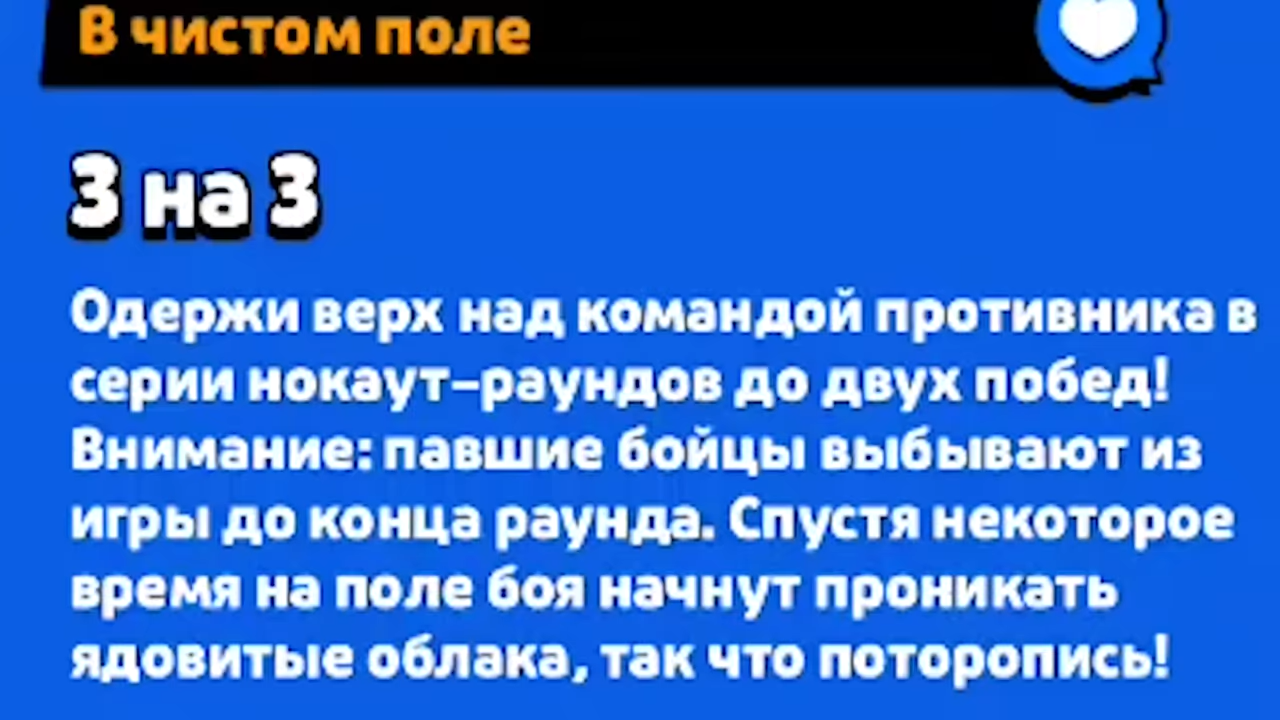 В чистом поле
3 на 3
Одержи верх над командой противника в
серии нокаут-раундов до двух побед!
Внимание: павшие бойцы выбывают из
игры до конца раунда. Спустя некоторое
время на поле боя начнут проникать
ядовитые облака, так что поторопись!